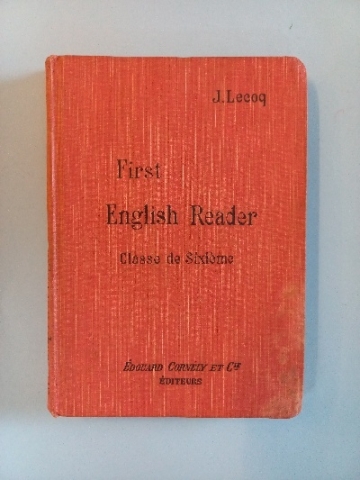 J. Lecoq
First
English Reader
Classe de Sixième
ÉDOUARD CORNÉLY ET Cie
ÉDITEURS